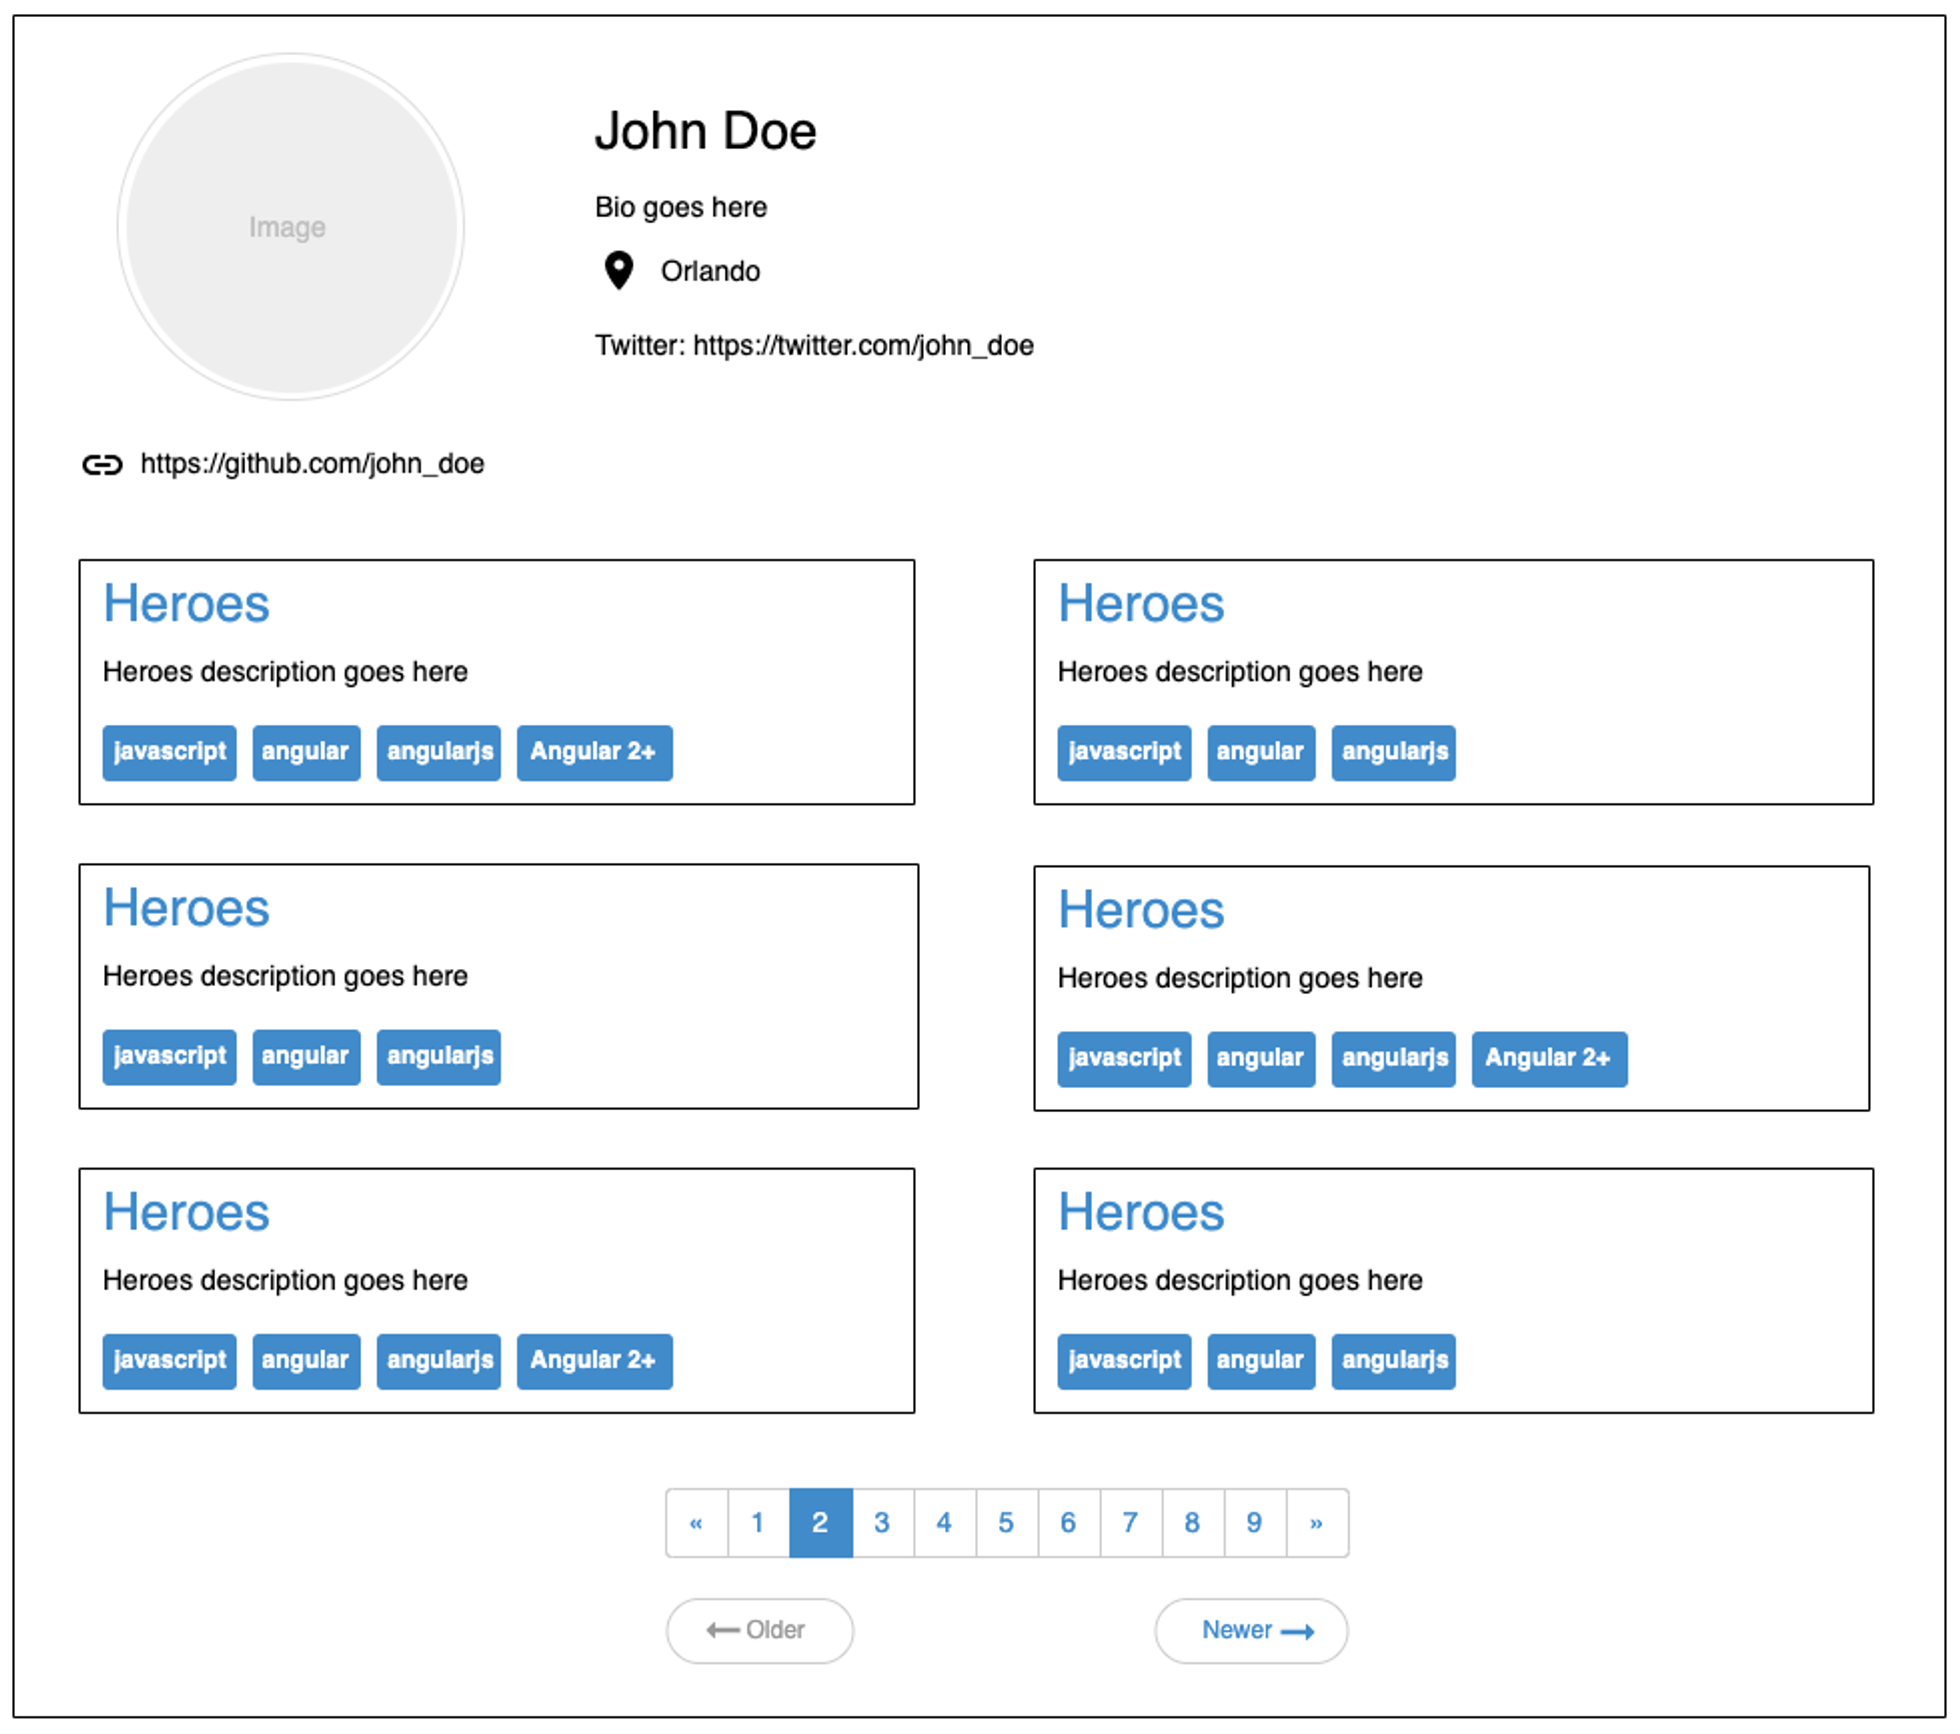 Image
John Doe
Bio goes here
Orlando
Twitter: https://twitter.com/john_doe
https://github.com/john_doe
Heroes
Heroes description goes here
javascript angular angularjs Angular 2+
Heroes
Heroes description goes here
javascript angular angularjs
Heroes
Heroes description goes here
javascript angular angularjs
Heroes
Heroes description goes here
javascript angular angularjs Angular 2+
Heroes
Heroes description goes here
javascript angular angularjs Angular 2+
Heroes
Heroes description goes here
javascript angular angularjs
« 1 2 3 4 5 6 7 8 9 »
Older
Newer